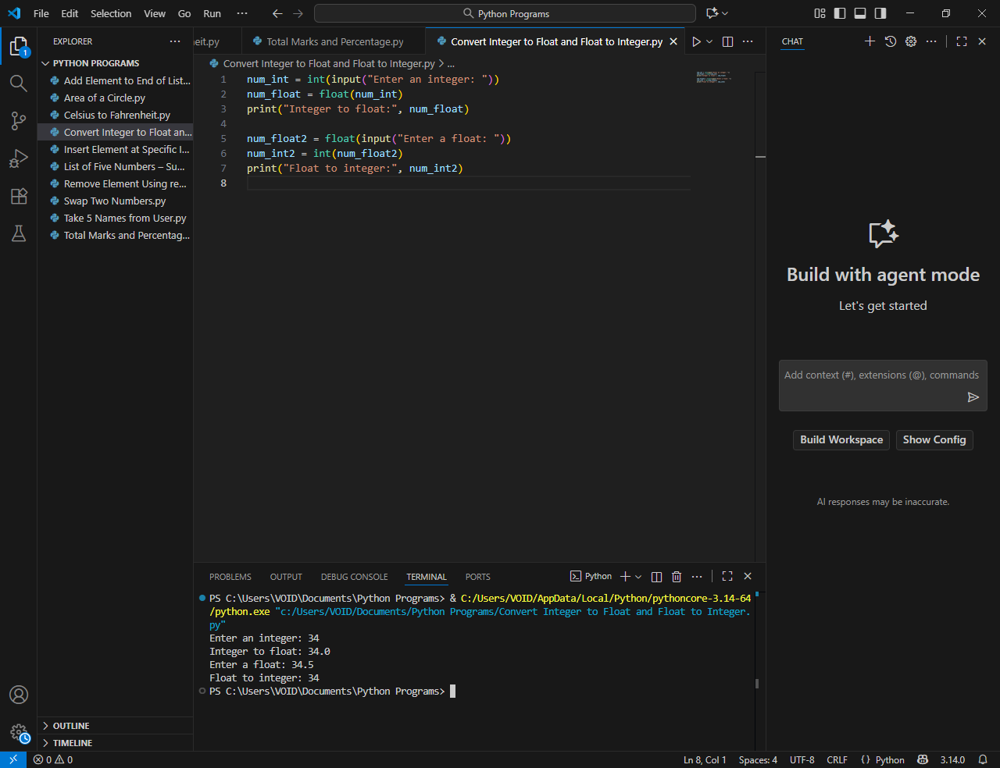 File Edit Selection View Go Run ··· Python Programs
EXPLORER ···
PYTHON PROGRAMS
Add Element to End of List...
Area of a Circle.py
Celsius to Fahrenheit.py
Convert Integer to Float an...
Insert Element at Specific I...
List of Five Numbers – Su...
Remove Element Using re...
Swap Two Numbers.py
Take 5 Names from User.py
Total Marks and Percentag...
OUTLINE
TIMELINE
1
heit.py Total Marks and Percentage.py Convert Integer to Float and Float to Integer.py ···
Convert Integer to Float and Float to Integer.py > ...
1 num_int = int(input("Enter an integer: "))
2 num_float = float(num_int)
3 print("Integer to float:", num_float)
4
5 num_float2 = float(input("Enter a float: "))
6 num_int2 = int(num_float2)
7 print("Float to integer:", num_int2)
8
PROBLEMS OUTPUT DEBUG CONSOLE TERMINAL PORTS Python ···
PS C:\Users\VOID\Documents\Python Programs> & C:/Users/VOID/AppData/Local/Python/pythoncore-3.14-64
/python.exe "c:/Users/VOID/Documents/Python Programs/Convert Integer to Float and Float to Integer.
py"
Enter an integer: 34
Integer to float: 34.0
Enter a float: 34.5
Float to integer: 34
PS C:\Users\VOID\Documents\Python Programs>
CHAT ···
Build with agent mode
Let's get started
Add context (#), extensions (@), commands
Build Workspace Show Config
AI responses may be inaccurate.
0 0 Ln 8, Col 1 Spaces: 4 UTF-8 CRLF {} Python 3.14.0